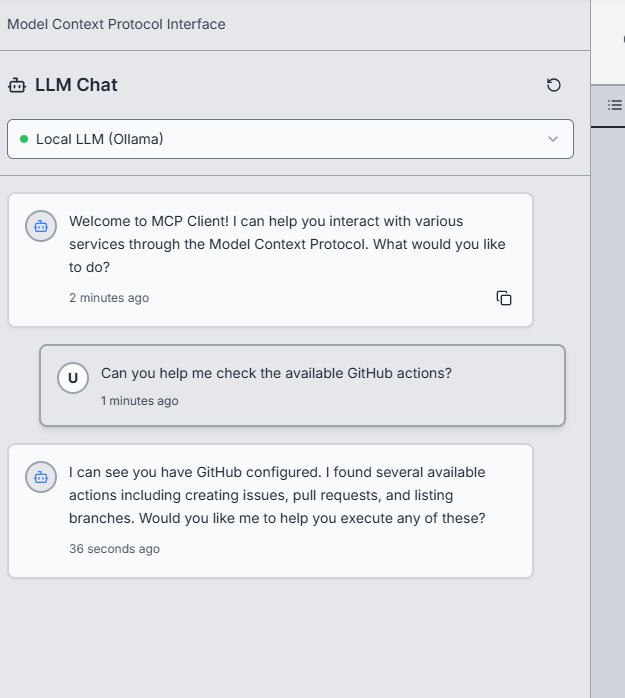 Model Context Protocol Interface
LLM Chat
Local LLM (Ollama)
Welcome to MCP Client! I can help you interact with various
services through the Model Context Protocol. What would you like
to do?
2 minutes ago
U
Can you help me check the available GitHub actions?
1 minutes ago
I can see you have GitHub configured. I found several available
actions including creating issues, pull requests, and listing
branches. Would you like me to help you execute any of these?
36 seconds ago